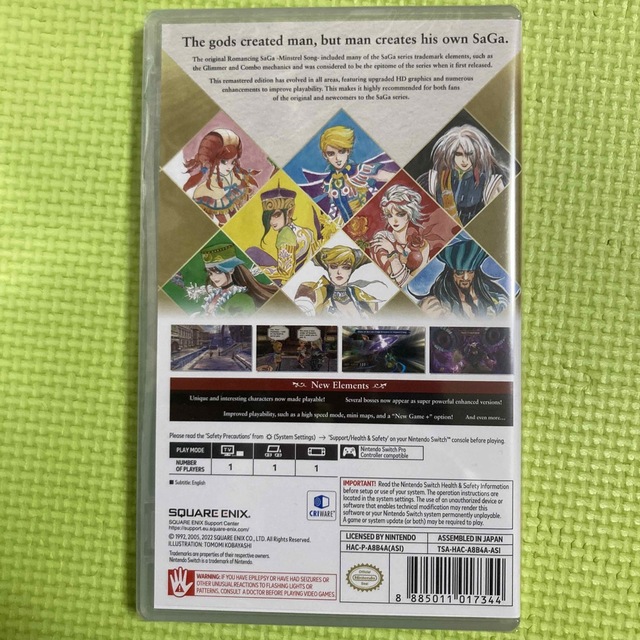 The gods created man, but man creates his own SaGa.
The original Romancing SaGa -Minstrel Song- included many of the SaGa series trademark elements, such as
the Glimmer and Combo mechanics and was considered to be the epitome of the series when it first released.
This remastered edition has evolved in all areas, featuring upgraded HD graphics and numerous
enhancements to improve playability. This makes it highly recommended for both fans
of the original and newcomers to the SaGa series.
New Elements
Unique and interesting characters now made playable!
Several bosses now appear as super powerful enhanced versions!
Improved playability, such as a high speed mode, mini maps, and a "New Game +" option!
And even more...
Please read the 'Safety Precautions' from (System Settings) → 'Support/Health & Safety' on your Nintendo Switch™ console before playing.
PLAY MODE
TV
Nintendo Switch Pro
Controller compatible
NUMBER
OF PLAYERS
1
1
1
Subtitle: English
SQUARE ENIX.
SQUARE ENIX Support Center
https://support.eu.square-enix.com/
CRIWARE
© 1992, 2005, 2022 SQUARE ENIX CO., LTD. All Rights Reserved.
ILLUSTRATION: TOMOMI KOBAYASHI
Trademarks are properties of their respective owners.
Nintendo Switch is a trademark of Nintendo.
WARNING: IF YOU HAVE EPILEPSY OR HAVE HAD SEIZURES OR
OTHER UNUSUAL REACTIONS TO FLASHING LIGHTS OR
PATTERNS, CONSULT A DOCTOR BEFORE PLAYING VIDEO GAMES.
IMPORTANT! Read the Nintendo Switch Health & Safety Information
before setup or use of your system. The operation instructions are
located in the system settings. The use of an unauthorized device or
software that enables technical modification may result in
your Nintendo Switch system permanently unplayable.
A game or system update (or both) may be required to play.
LICENSED BY NINTENDO
ASSEMBLED IN JAPAN
HAC-P-A8B4A(ASI)
TSA-HAC-A8B4A-ASI
Official
Nintendo
Seal
8 885011 017344